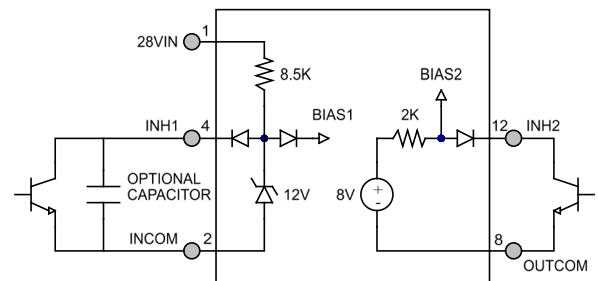 28VIN
1
8.5K
BIAS1
BIAS2
2K
INH1
4
12
INH2
OPTIONAL
CAPACITOR
12V
8V
+
-
INCOM
2
8
OUTCOM